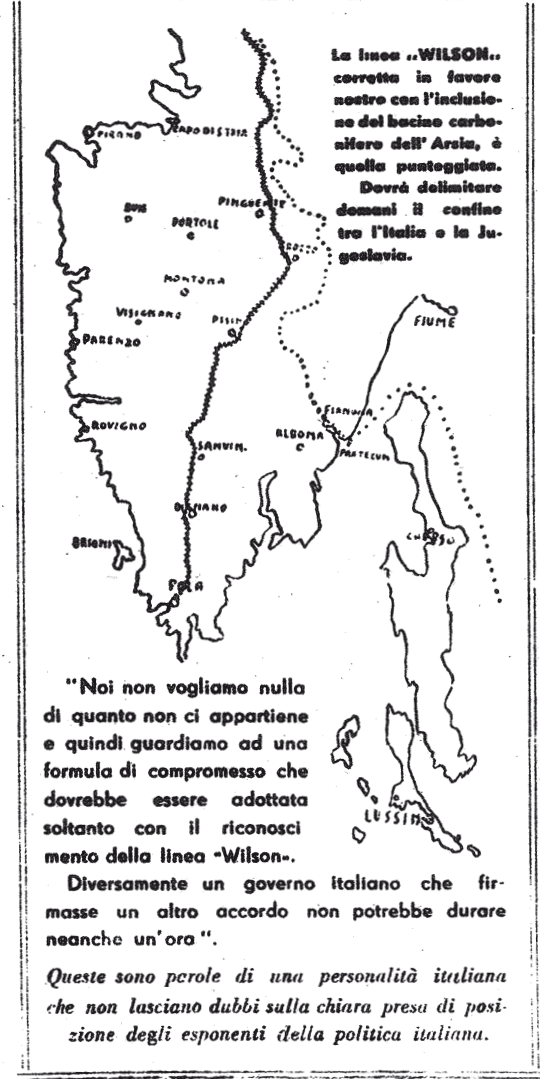 La linea „WILSON„
corretta in favore
nostro con l'inclusio-
ne del bacino carbo-
nifero dell'Arsia, è
quella punteggiata.
Dovrà delimitare
domani il confine
tra l'Italia e la Ju-
goslavia.
PIRANO
CAPODISTRIA
BUIE
PORTOLE
PINGUENTE
ROZZO
MONTONA
VISIGNANO
PISIN
PARENZO
FIUME
ROVIGNO
ALBONA
FIANONA
SANVIN.
DIGNANO
BRIONI
POLA
CHERSO
LUSSIN
"Noi non vogliamo nulla
di quanto non ci appartiene
e quindi guardiamo ad una
formula di compromesso che
dovrebbe essere adottata
soltanto con il riconosci
mento della linea «Wilson».
Diversamente un governo italiano che fir-
masse un altro accordo non potrebbe durare
neanche un'ora".
Queste sono parole di una personalità italiana
che non lasciano dubbi sulla chiara presa di posi-
zione degli esponenti della politica italiana.